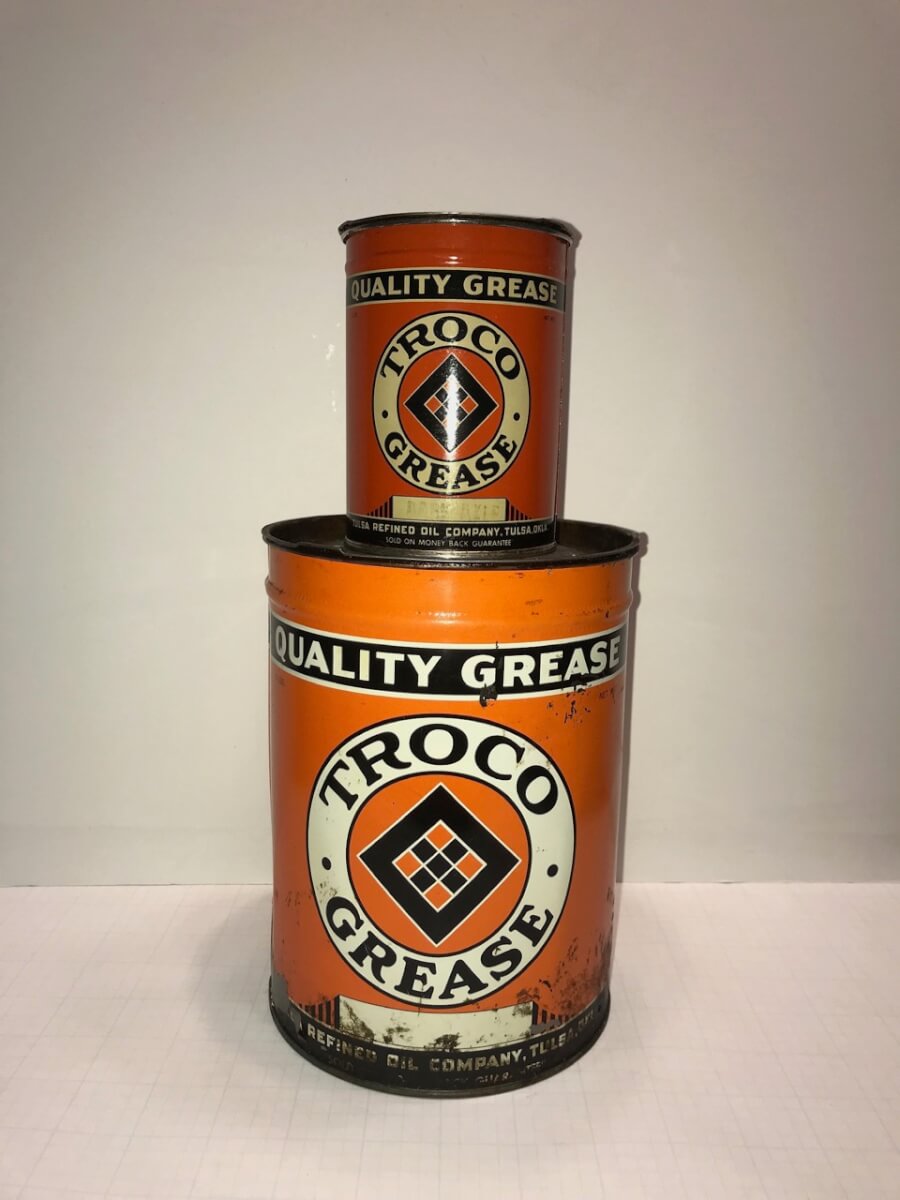 QUALITY GREASE
TROCO
GREASE
TULSA REFINED OIL COMPANY, TULSA, OKLA.
SOLD ON MONEY BACK GUARANTEE
QUALITY GREASE
NET
TROCO
GREASE
REFINED OIL COMPANY, TULSA,